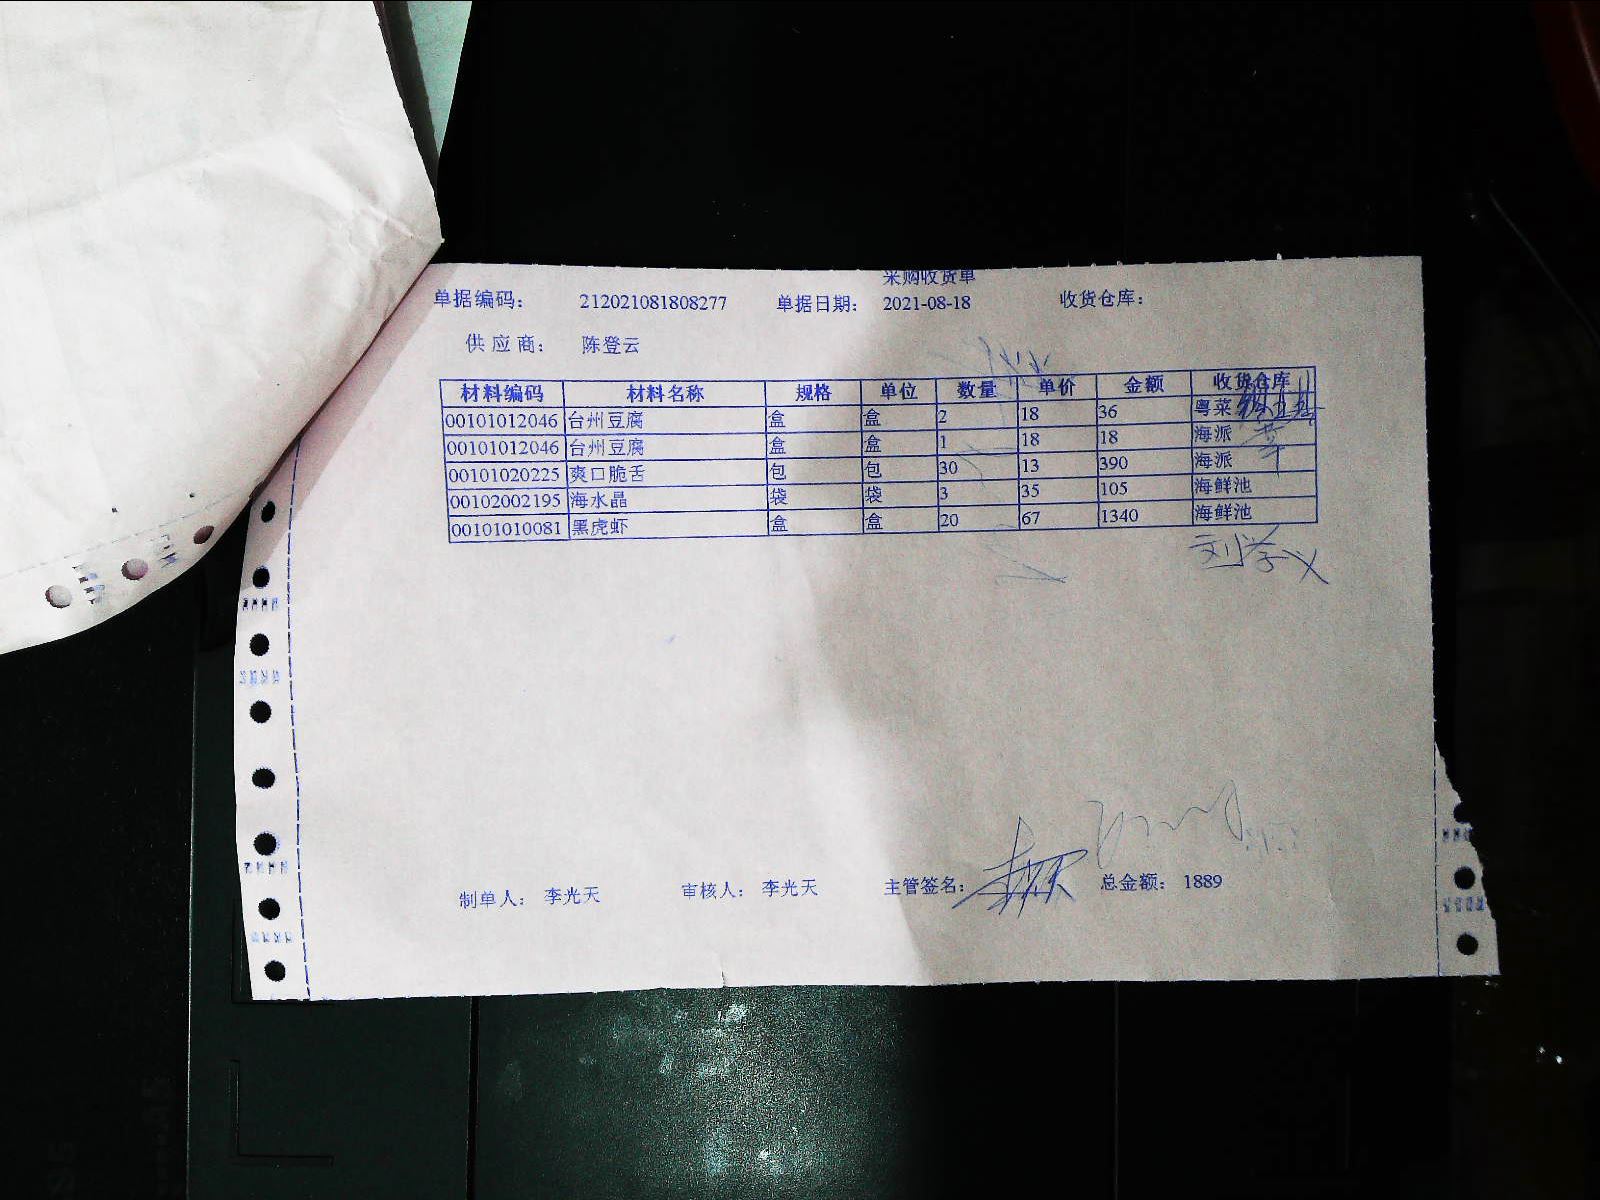 采购收货单
单据编码： 212021081808277 单据日期： 2021-08-18 收货仓库：
供应商： 陈登云
材料编码 材料名称 规格 单位 数量 单价 金额 收货仓库
00101012046 台州豆腐 盒 盒 2 18 36 粤菜
00101012046 台州豆腐 盒 盒 1 18 18 海派
00101020225 爽口脆舌 包 包 30 13 390 海派
00102002195 海水晶 袋 袋 3 35 105 海鲜池
00101010081 黑虎虾 盒 盒 20 67 1340 海鲜池
刘学义
制单人： 李光天 审核人： 李光天 主管签名： 总金额： 1889